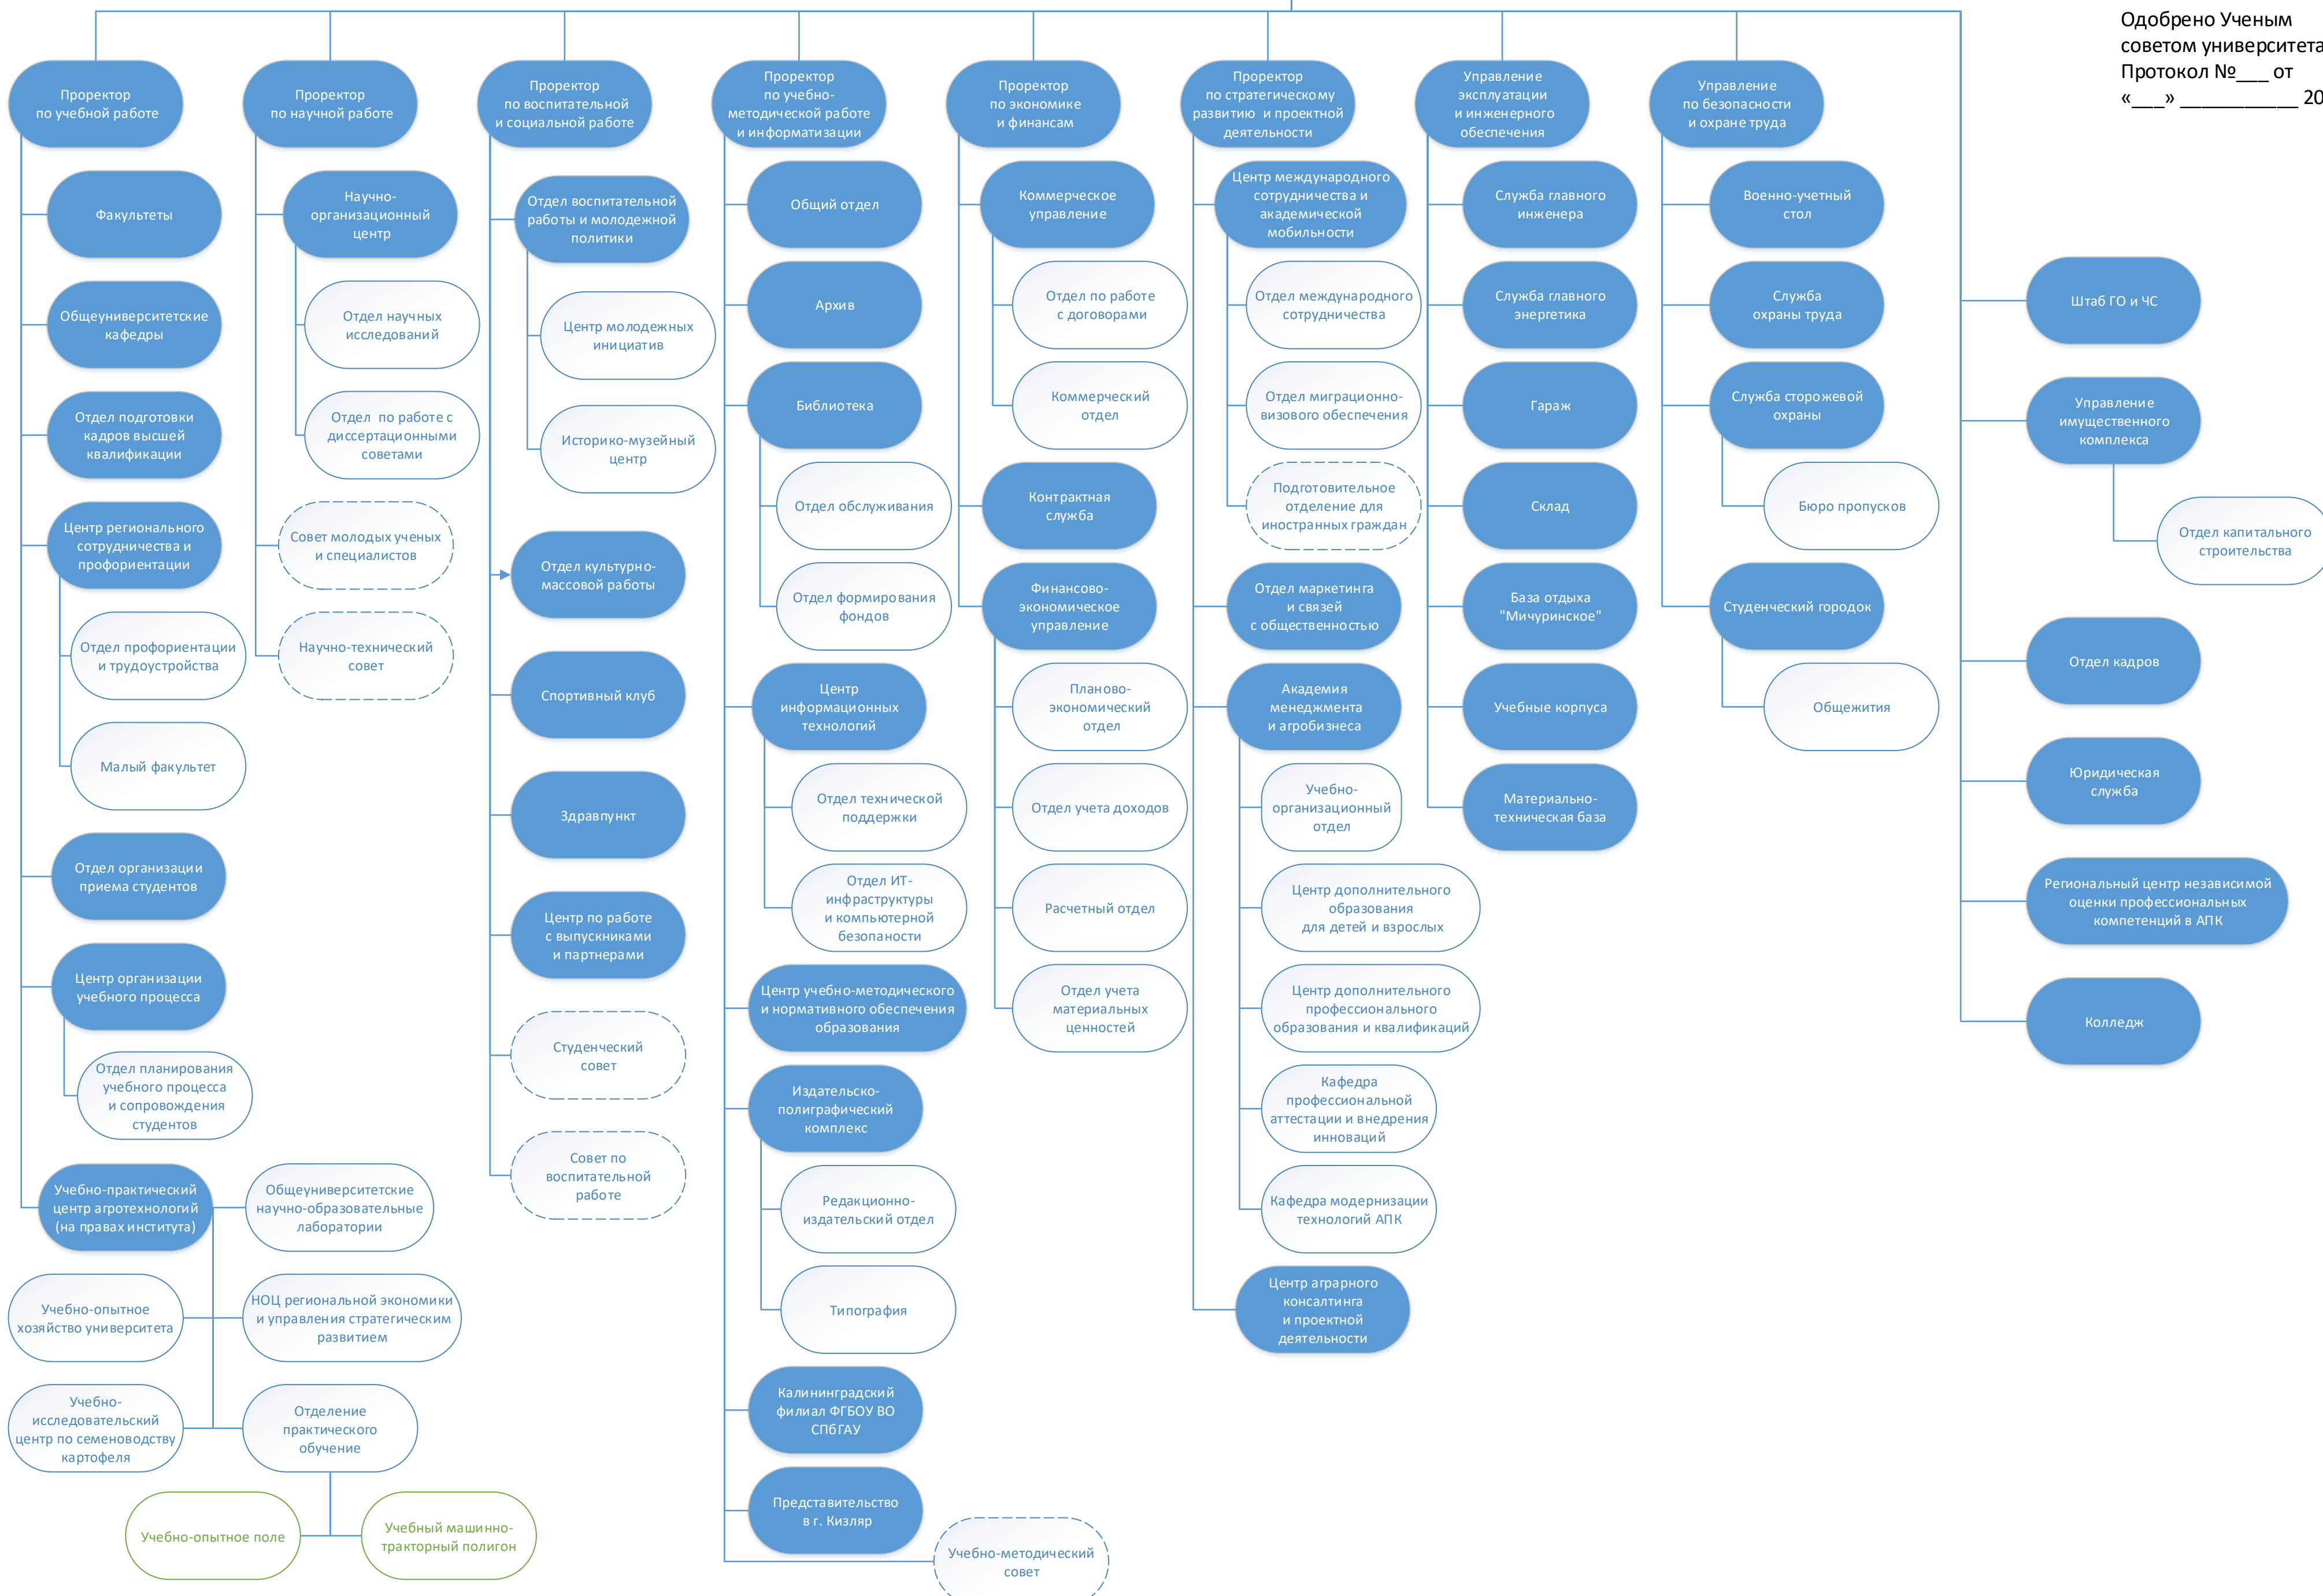 Одобрено Ученым
советом университета
Протокол №___ от
«___» ___________ 20
Проректор
по учебной работе
Факультеты
Общеуниверситетские
кафедры
Отдел подготовки
кадров высшей
квалификации
Центр регионального
сотрудничества и
профориентации
Отдел профориентации
и трудоустройства
Малый факультет
Отдел организации
приема студентов
Центр организации
учебного процесса
Отдел планирования
учебного процесса
и сопровождения
студентов
Учебно-практический
центр агротехнологий
(на правах института)
Общеуниверситетские
научно-образовательные
лаборатории
Учебно-опытное
хозяйство университета
НОЦ региональной экономики
и управления стратегическим
развитием
Учебно-
исследовательский
центр по семеноводству
картофеля
Отделение
практического
обучение
Учебно-опытное поле
Учебный машинно-
тракторный полигон
Проректор
по научной работе
Научно-
организационный
центр
Отдел научных
исследований
Отдел по работе с
диссертационными
советами
Совет молодых ученых
и специалистов
Научно-технический
совет
Проректор
по воспитательной
и социальной работе
Отдел воспитательной
работы и молодежной
политики
Центр молодежных
инициатив
Историко-музейный
центр
Отдел культурно-
массовой работы
Спортивный клуб
Здравпункт
Центр по работе
с выпускниками
и партнерами
Студенческий
совет
Совет по
воспитательной
работе
Проректор
по учебно-
методической работе
и информатизации
Общий отдел
Архив
Библиотека
Отдел обслуживания
Отдел формирования
фондов
Центр
информационных
технологий
Отдел технической
поддержки
Отдел ИТ-
инфраструктуры
и компьютерной
безопаности
Центр учебно-методического
и нормативного обеспечения
образования
Издательско-
полиграфический
комплекс
Редакционно-
издательский отдел
Типография
Калининградский
филиал ФГБОУ ВО
СПбГАУ
Представительство
в г. Кизляр
Учебно-методический
совет
Проректор
по экономике
и финансам
Коммерческое
управление
Отдел по работе
с договорами
Коммерческий
отдел
Контрактная
служба
Финансово-
экономическое
управление
Планово-
экономический
отдел
Отдел учета доходов
Расчетный отдел
Отдел учета
материальных
ценностей
Проректор
по стратегическому
развитию и проектной
деятельности
Центр международного
сотрудничества и
академической
мобильности
Отдел международного
сотрудничества
Отдел миграционно-
визового обеспечения
Подготовительное
отделение для
иностранных граждан
Отдел маркетинга
и связей
с общественностью
Академия
менеджмента
и агробизнеса
Учебно-
организационный
отдел
Центр дополнительного
образования
для детей и взрослых
Центр дополнительного
профессионального
образования и квалификаций
Кафедра
профессиональной
аттестации и внедрения
инноваций
Кафедра модернизации
технологий АПК
Центр аграрного
консалтинга
и проектной
деятельности
Управление
эксплуатации
и инженерного
обеспечения
Служба главного
инженера
Служба главного
энергетика
Гараж
Склад
База отдыха
"Мичуринское"
Учебные корпуса
Материально-
техническая база
Управление
по безопасности
и охране труда
Военно-учетный
стол
Служба
охраны труда
Служба сторожевой
охраны
Бюро пропусков
Студенческий городок
Общежития
Штаб ГО и ЧС
Управление
имущественного
комплекса
Отдел капитального
строительства
Отдел кадров
Юридическая
служба
Региональный центр независимой
оценки профессиональных
компетенций в АПК
Колледж